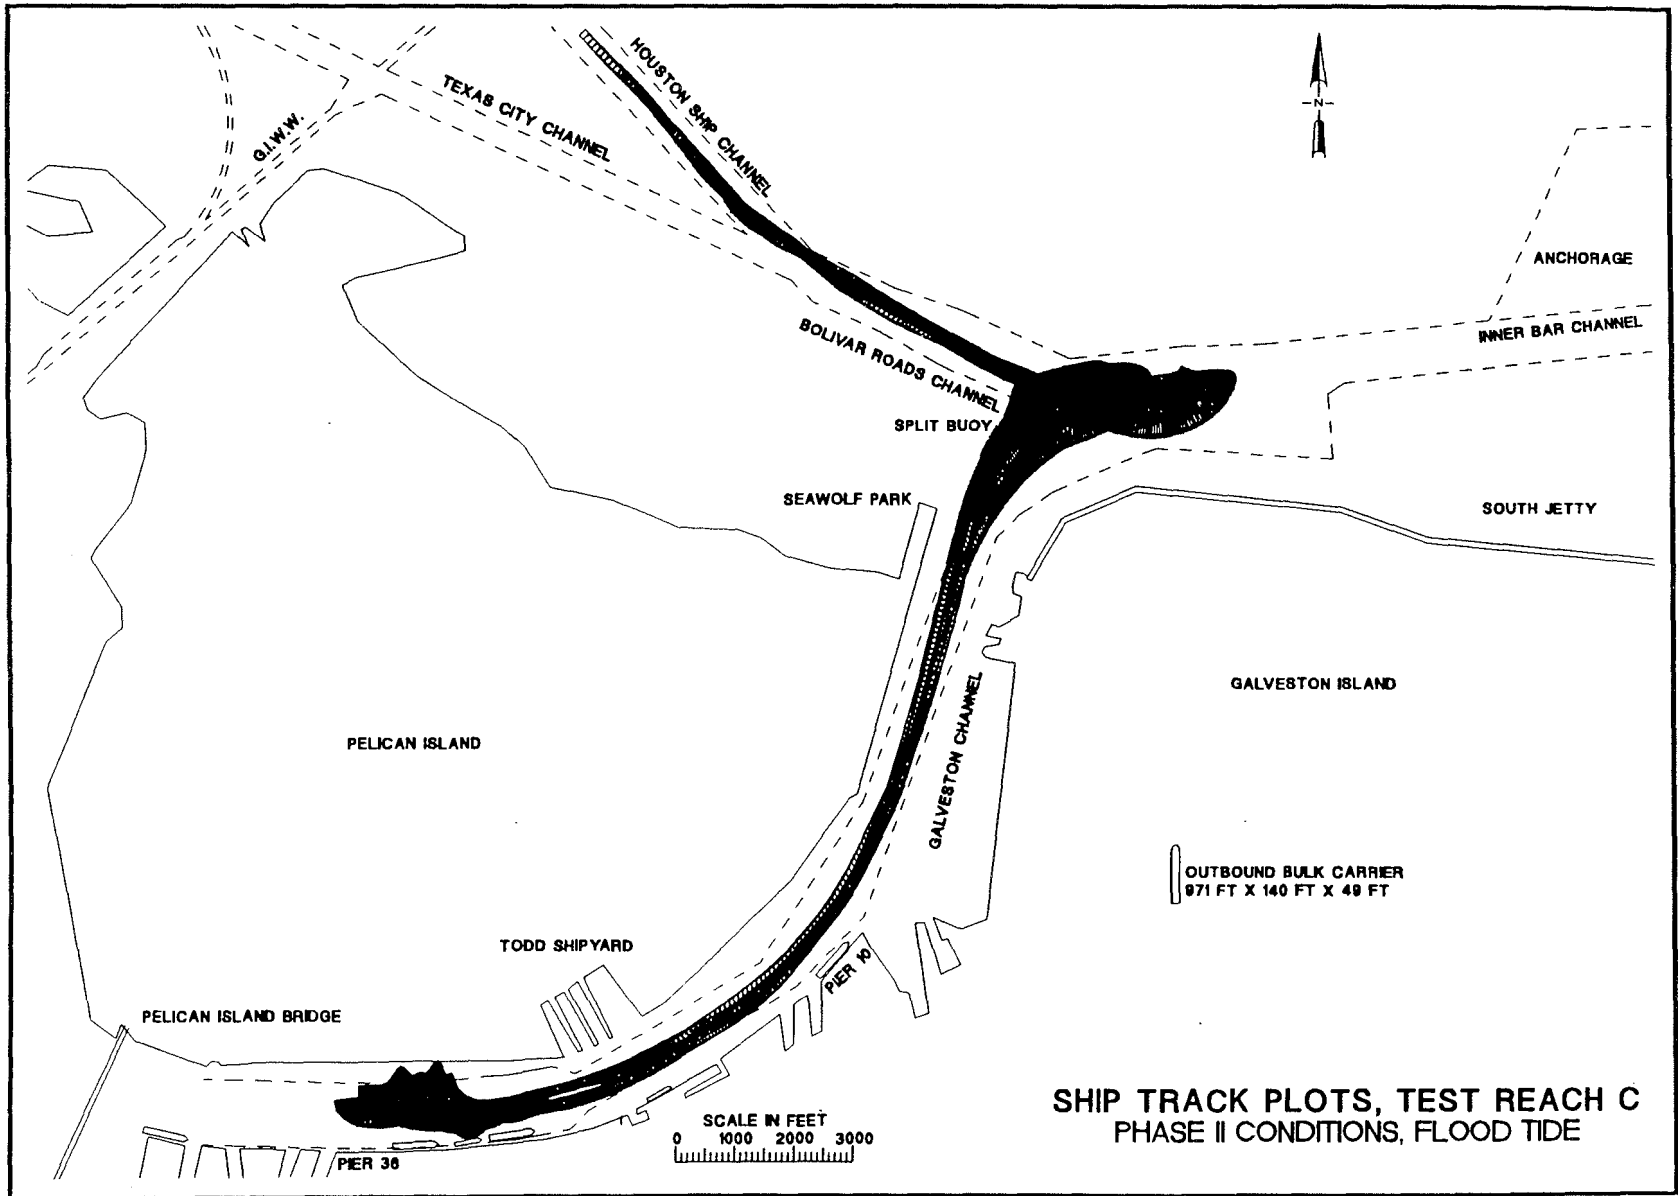 HOUSTON SHIP CHANNEL
TEXAS CITY CHANNEL
G.I.W.W.
N
ANCHORAGE
INNER BAR CHANNEL
BOLIVAR ROADS CHANNEL
SPLIT BUOY
SEAWOLF PARK
SOUTH JETTY
GALVESTON ISLAND
PELICAN ISLAND
GALVESTON CHANNEL
OUTBOUND BULK CARRIER
971 FT X 140 FT X 49 FT
TODD SHIPYARD
PIER 10
PELICAN ISLAND BRIDGE
PIER 36
SCALE IN FEET
0 1000 2000 3000
SHIP TRACK PLOTS, TEST REACH C
PHASE II CONDITIONS, FLOOD TIDE